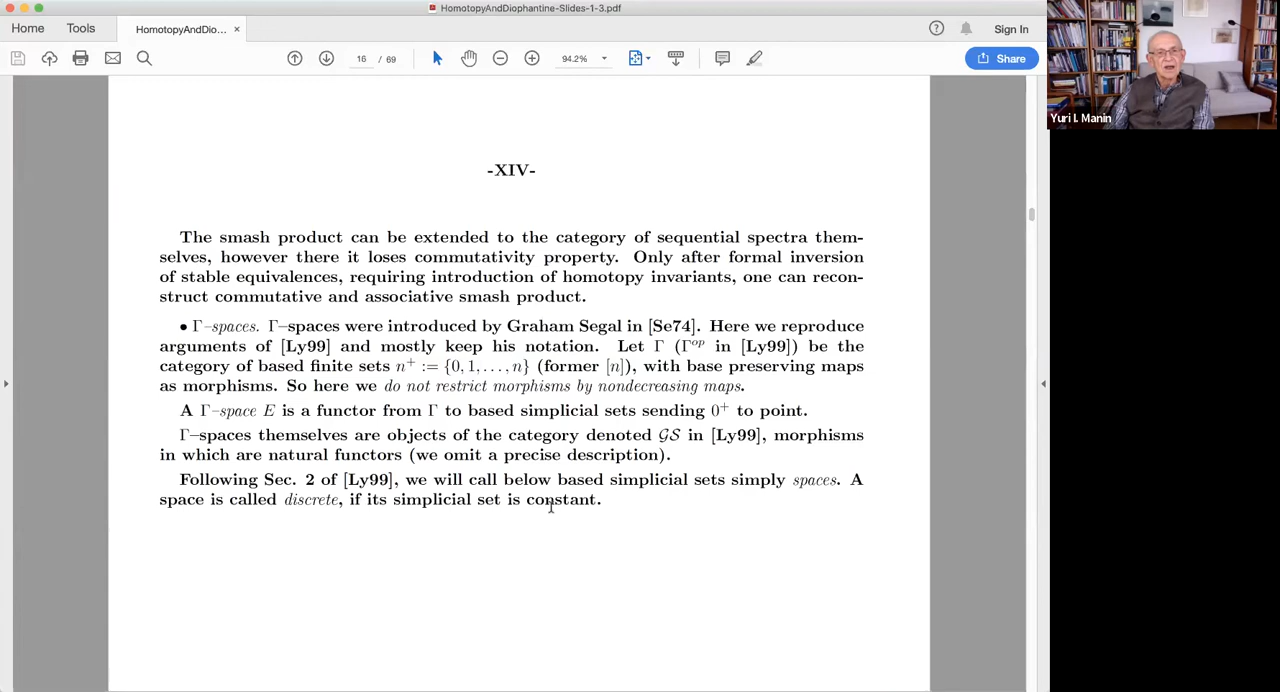 HomotopyAndDiophantine-Slides-1-3.pdf
Home Tools HomotopyAndDio... × Sign In
16 / 69 94.2% Share
Yuri I. Manin
-XIV-
The smash product can be extended to the category of sequential spectra them-
selves, however there it loses commutativity property. Only after formal inversion
of stable equivalences, requiring introduction of homotopy invariants, one can recon-
struct commutative and associative smash product.
• Γ–spaces. Γ–spaces were introduced by Graham Segal in [Se74]. Here we reproduce
arguments of [Ly99] and mostly keep his notation. Let Γ (Γ^{op} in [Ly99]) be the
category of based finite sets n⁺ := {0, 1, . . . , n} (former [n]), with base preserving maps
as morphisms. So here we do not restrict morphisms by nondecreasing maps.
A Γ–space E is a functor from Γ to based simplicial sets sending 0⁺ to point.
Γ–spaces themselves are objects of the category denoted 𝒢𝒮 in [Ly99], morphisms
in which are natural functors (we omit a precise description).
Following Sec. 2 of [Ly99], we will call below based simplicial sets simply spaces. A
space is called discrete, if its simplicial set is constant.